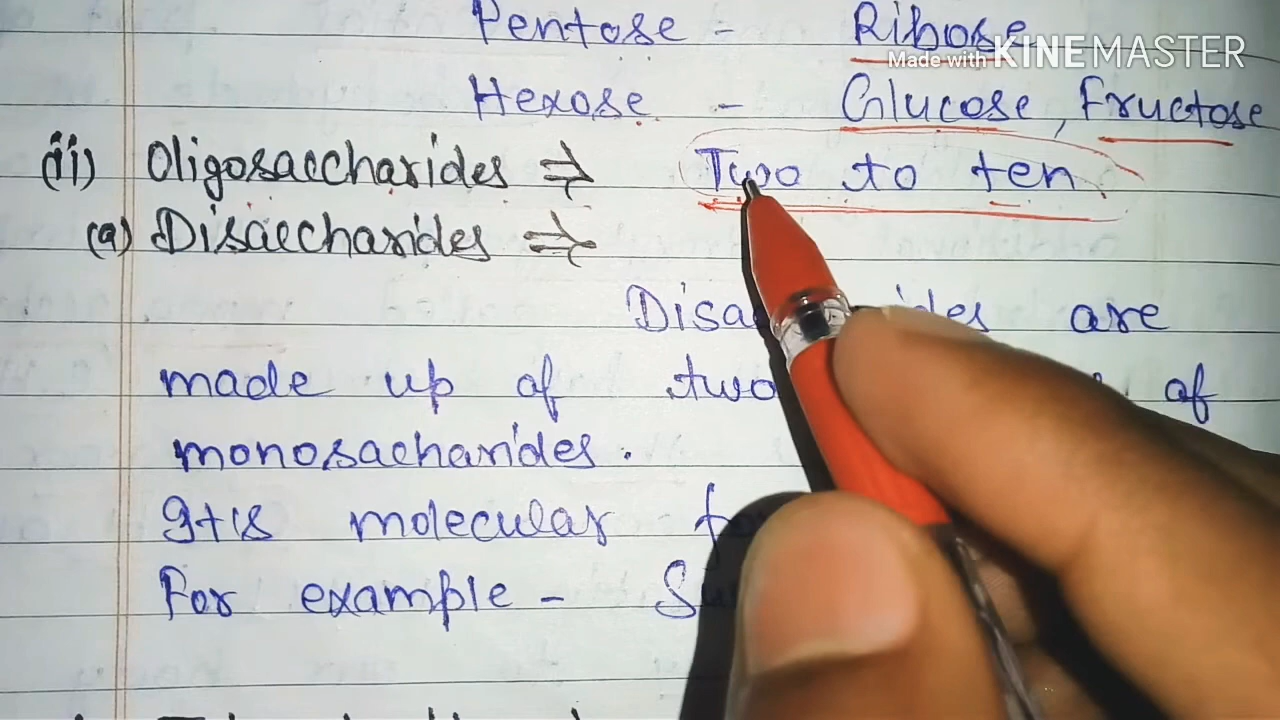 Pentose - Ribose
Made with KINEMASTER
Hexose - Glucose, Fructose
(ii) Oligosaccharides ⇒ Two to ten
(a) Disaccharides ⇒
are
made up of two of
monosacharides.
It is molecular
For example -